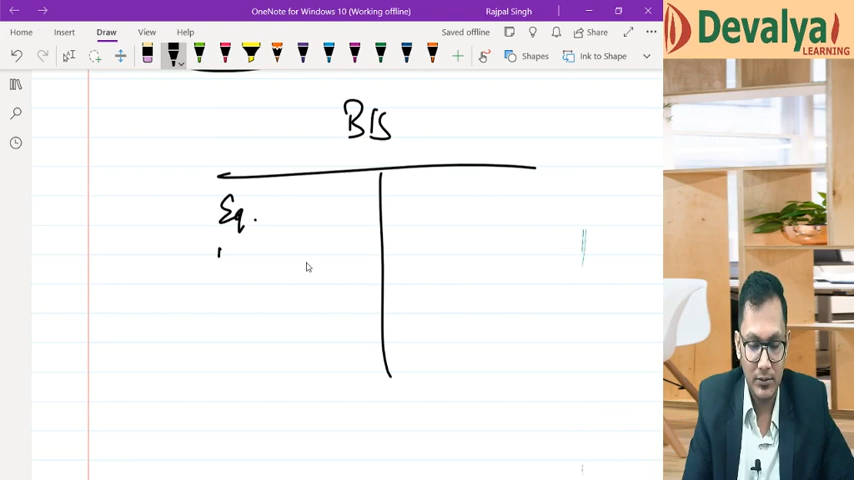 OneNote for Windows 10 (Working offline)
Rajpal Singh
Home Insert Draw View Help
Saved offline
Share
Shapes
Ink to Shape
B/S
Eq.
Devalya
LEARNING